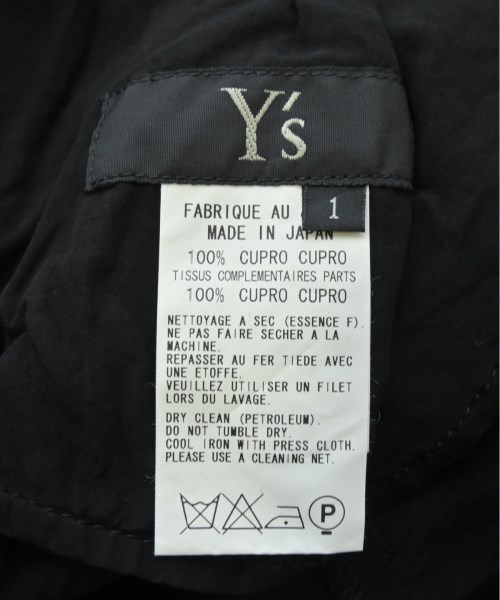 Y's
1
FABRIQUE AU
MADE IN JAPAN
100% CUPRO CUPRO
TISSUS COMPLEMENTAIRES PARTS
100% CUPRO CUPRO
NETTOYAGE A SEC (ESSENCE F).
NE PAS FAIRE SECHER A LA
MACHINE.
REPASSER AU FER TIEDE AVEC
UNE ETOFFE.
VEUILLEZ UTILISER UN FILET
LORS DU LAVAGE.
DRY CLEAN (PETROLEUM).
DO NOT TUMBLE DRY.
COOL IRON WITH PRESS CLOTH.
PLEASE USE A CLEANING NET.
P